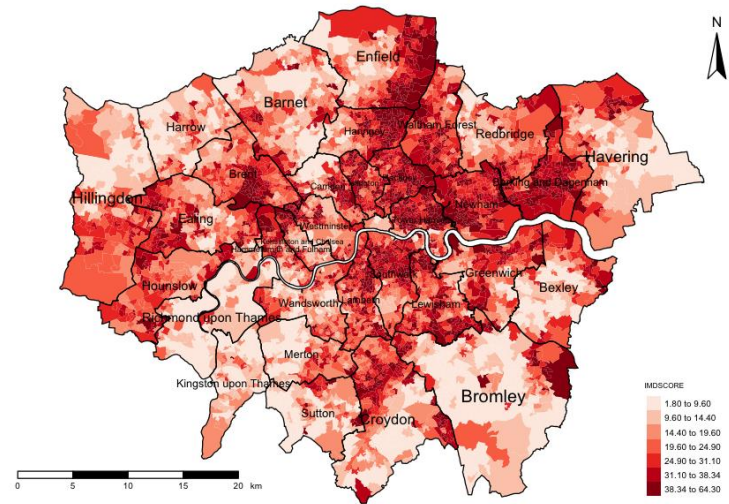 N
Enfield
Barnet
Harrow
Haringey
Waltham Forest
Redbridge
Havering
Brent
Camden
Barking and Dagenham
Hillingdon
Ealing
Newham
Westminster
Kensington and Chelsea
Hammersmith and Fulham
Hounslow
Southwark
Greenwich
Bexley
Richmond upon Thames
Wandsworth
Lambeth
Lewisham
Merton
Kingston upon Thames
Sutton
Croydon
Bromley
IMDSCORE
1.80 to 9.60
9.60 to 14.40
14.40 to 19.60
19.60 to 24.90
24.90 to 31.10
31.10 to 38.34
38.34 to 64.30
0 5 10 15 20 km